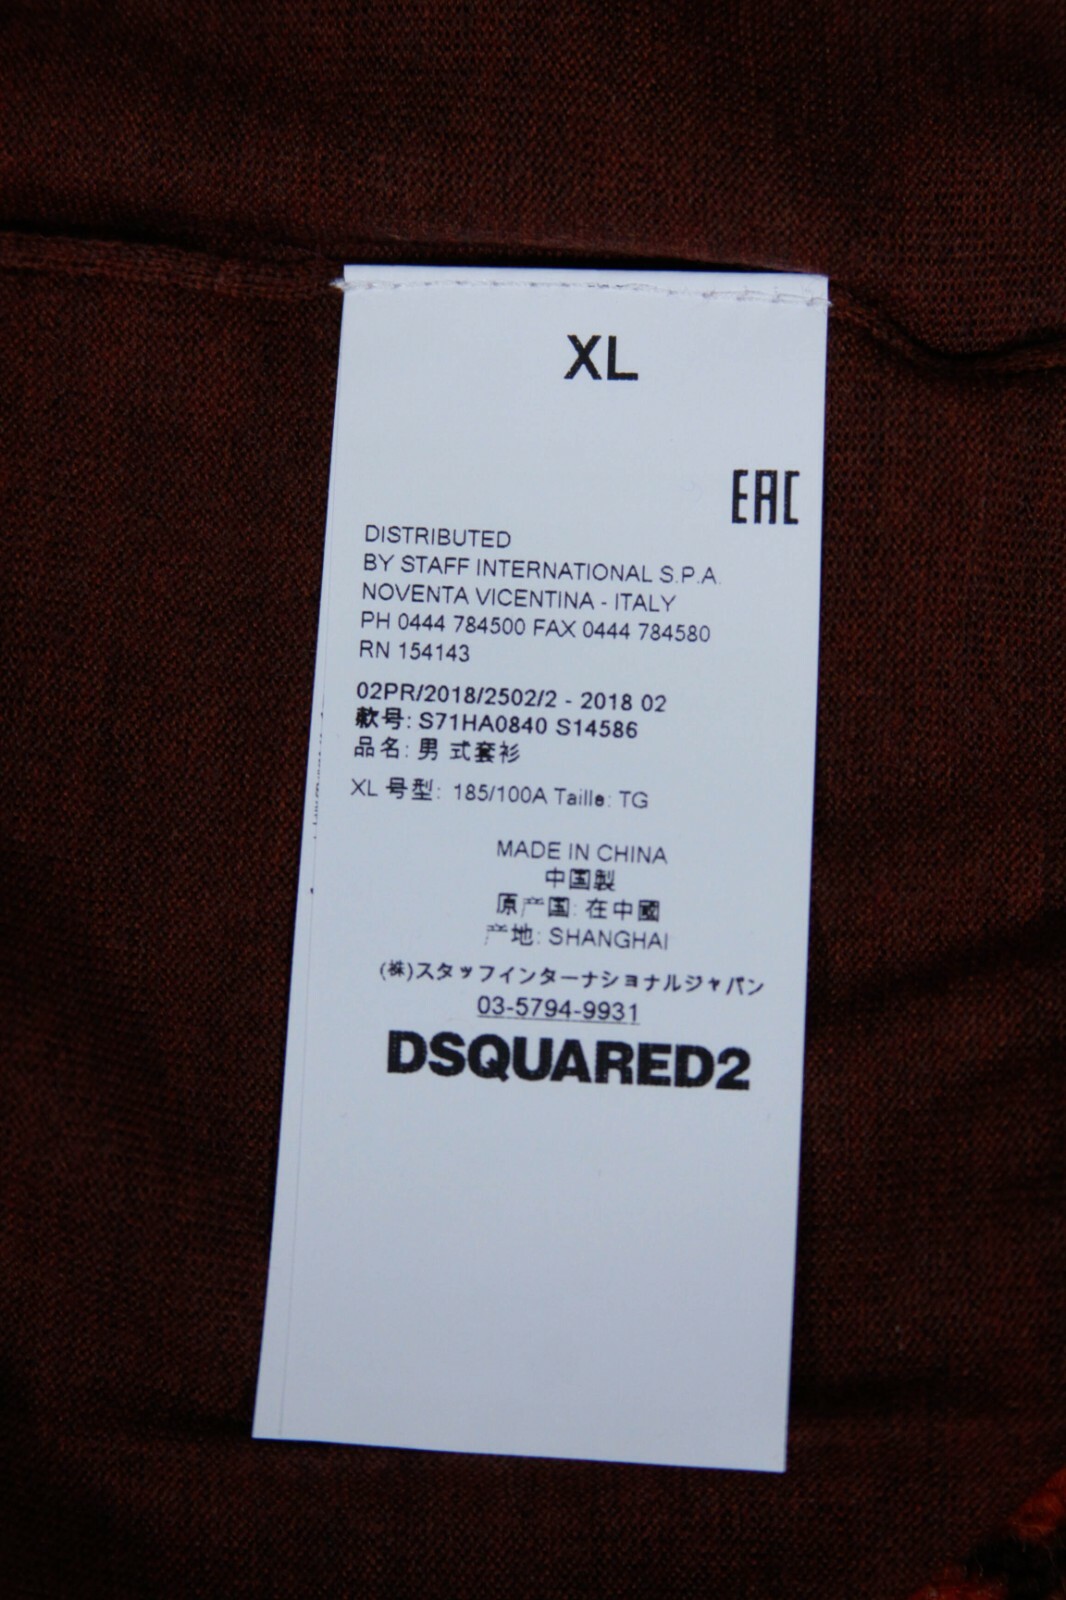 XL
EAC
DISTRIBUTED
BY STAFF INTERNATIONAL S.P.A.
NOVENTA VICENTINA - ITALY
PH 0444 784500 FAX 0444 784580
RN 154143
02PR/2018/2502/2 - 2018 02
款号: S71HA0840 S14586
品名: 男 式套衫
XL 号型: 185/100A Taille: TG
MADE IN CHINA
中国製
原产国: 在中國
产地: SHANGHAI
(株)スタッフインターナショナルジャパン
03-5794-9931
DSQUARED2